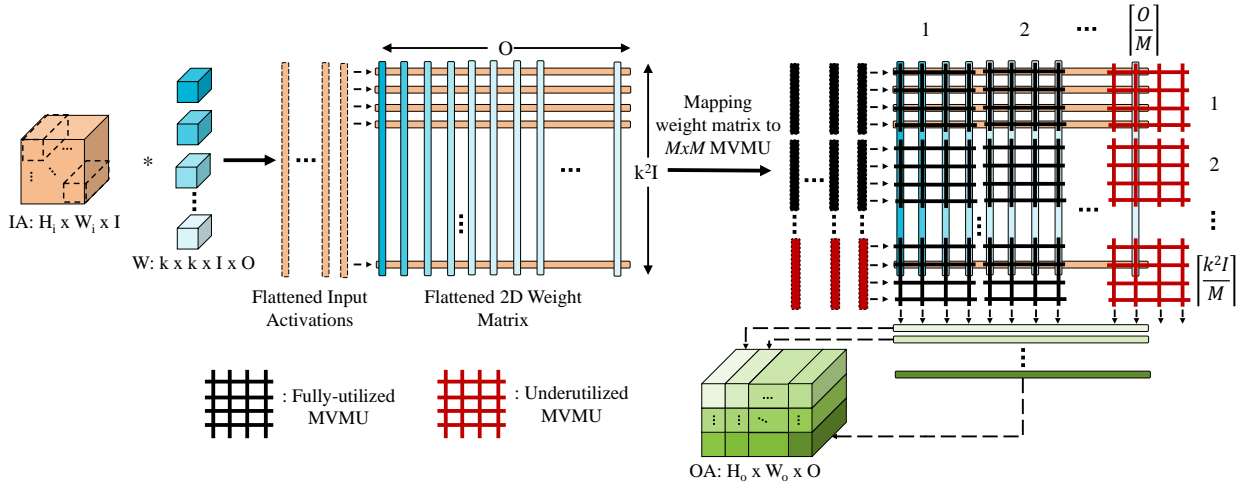 IA: Hᵢ x Wᵢ x I
*
W: k x k x I x O
Flattened Input
Activations
O
k²I
Flattened 2D Weight
Matrix
Mapping
weight matrix to
MxM MVMU
1 2 ... ⌈O/M⌉
1
2
⌈k²I/M⌉
: Fully-utilized
MVMU
: Underutilized
MVMU
OA: Hₒ x Wₒ x O